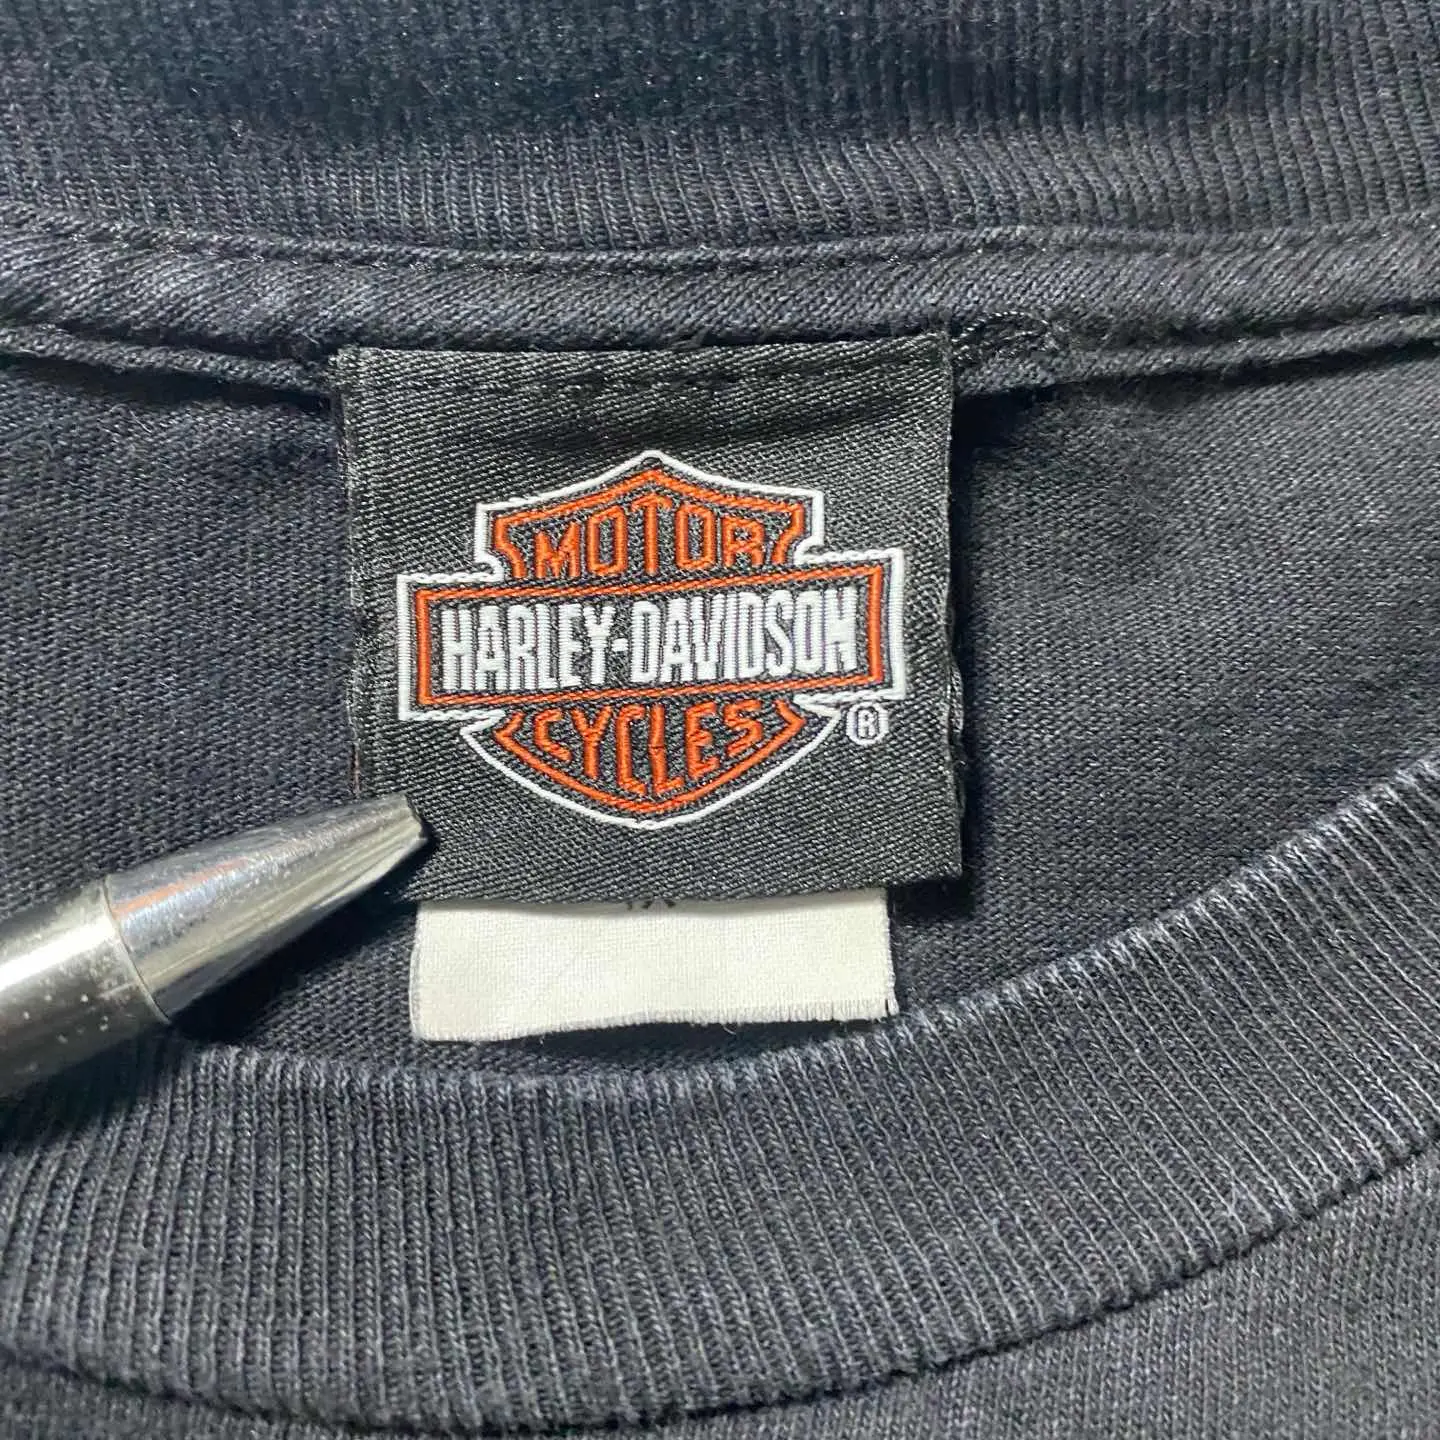 MOTOR
HARLEY-DAVIDSON
CYCLES
®